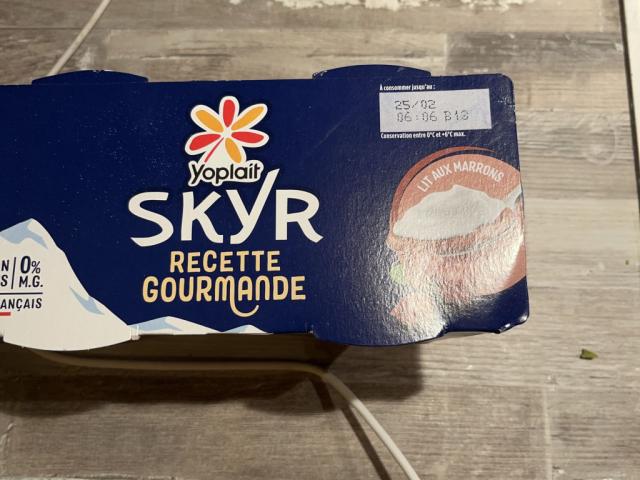 À consommer jusqu'au :
25/02
06:06 B13
Conservation entre 0°C et +6°C max.
Yoplait
SKYR
RECETTE
GOURMANDE
LIT AUX MARRONS
0%
M.G.